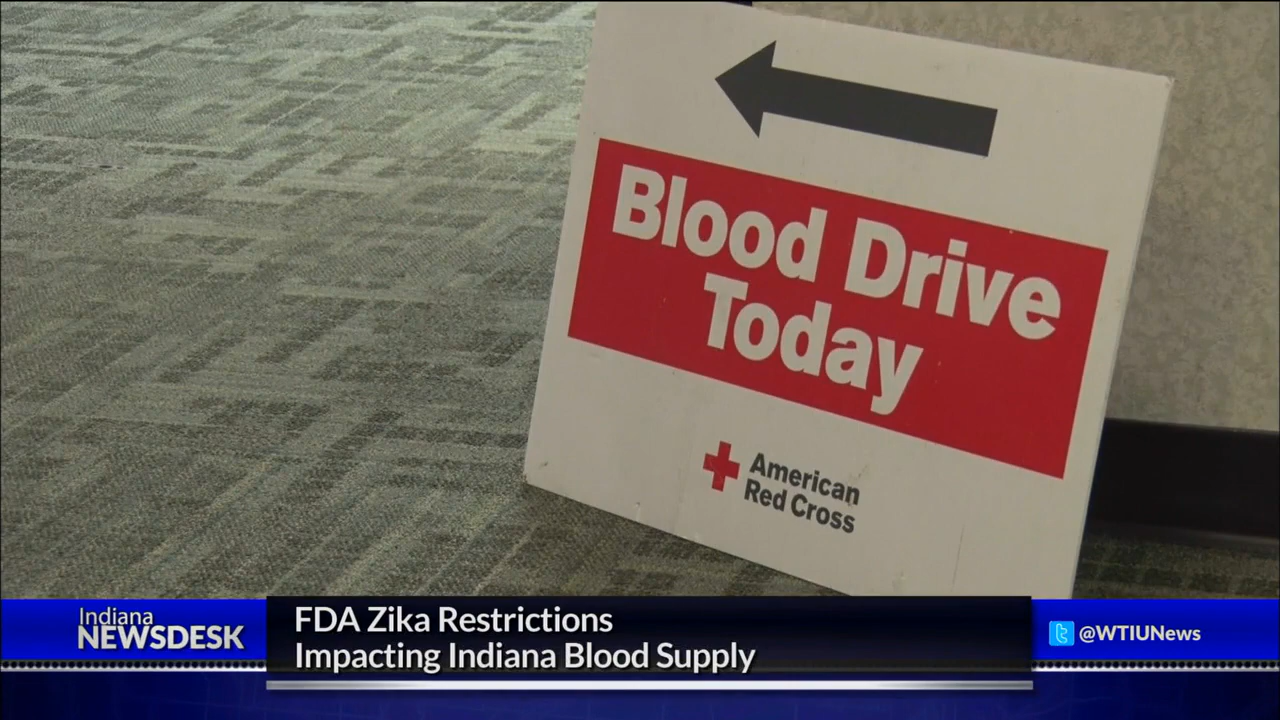 Blood Drive
Today
American
Red Cross
Indiana
NEWSDESK
FDA Zika Restrictions
Impacting Indiana Blood Supply
@WTIUNews